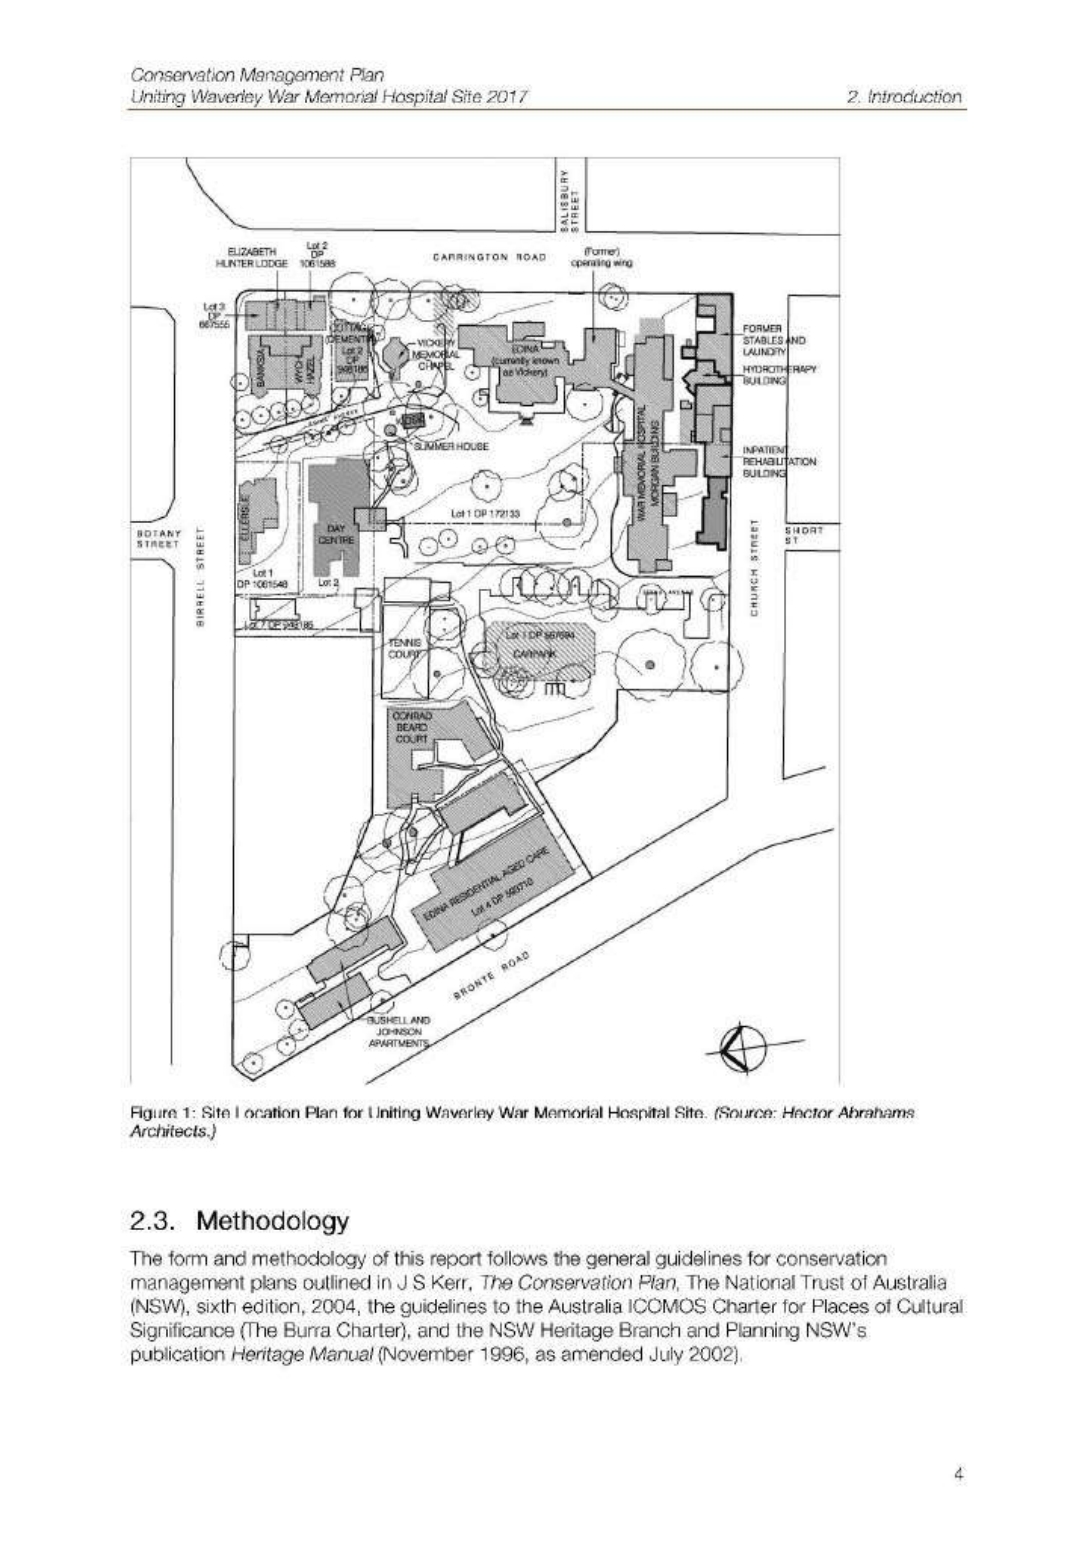 Conservation Management Plan
Uniting Waverley War Memorial Hospital Site 2017
2. Introduction
SALISBURY
STREET
ELIZABETH
HUNTER LODGE
Lot 2
DP
1061588
CARRINGTON ROAD
(Former)
operating wing
Lot 3
DP
667555
COTTAGE
(DEMENTIA)
Lot 2
DP
VICKERY
MEMORIAL
CHAPEL
EDINA
(currently known
as Vickery)
FORMER
STABLES AND
LAUNDRY
HYDROTHERAPY
BUILDING
BANKSIA
WYCH
HAZEL
SUMMER HOUSE
WAR MEMORIAL HOSPITAL
MORGAN BUILDING
INPATIENT
REHABILITATION
BUILDING
ELLERSLIE
DAY
CENTRE
Lot 1 DP 172133
BOTANY
STREET
BIRRELL STREET
SHORT
ST
CHURCH STREET
Lot 1
DP 1061548
Lot 2
TENNIS
COURT
CARPARK
CONRAD
BEARD
COURT
EDINA RESIDENTIAL AGED CARE
Lot 4 DP 593710
BRONTE ROAD
BUSHELL AND
JOHNSON
APARTMENTS
Figure 1: Site Location Plan for Uniting Waverley War Memorial Hospital Site. (Source: Hector Abrahams
Architects.)
2.3. Methodology
The form and methodology of this report follows the general guidelines for conservation
management plans outlined in J S Kerr, The Conservation Plan, The National Trust of Australia
(NSW), sixth edition, 2004, the guidelines to the Australia ICOMOS Charter for Places of Cultural
Significance (The Burra Charter), and the NSW Heritage Branch and Planning NSW's
publication Heritage Manual (November 1996, as amended July 2002).
4